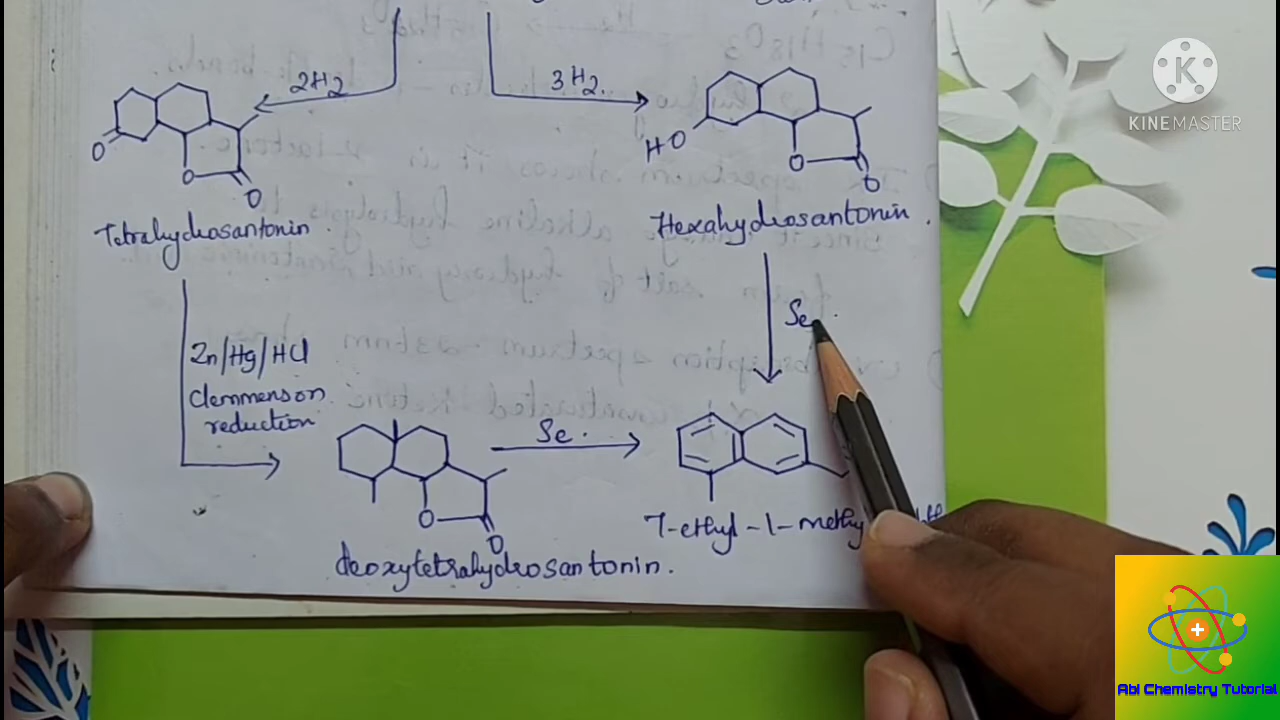 2H2
3H2.
O
O
O
HO
O
O
Tetrahydrosantonin.
Hexahydrosantonin.
Se
Zn/Hg/HCl
clemmenson
reduction
Se.
O
O
7-ethyl-1-methyl
deoxytetrahydrosantonin.
KINEMASTER
Abi Chemistry Tutorial